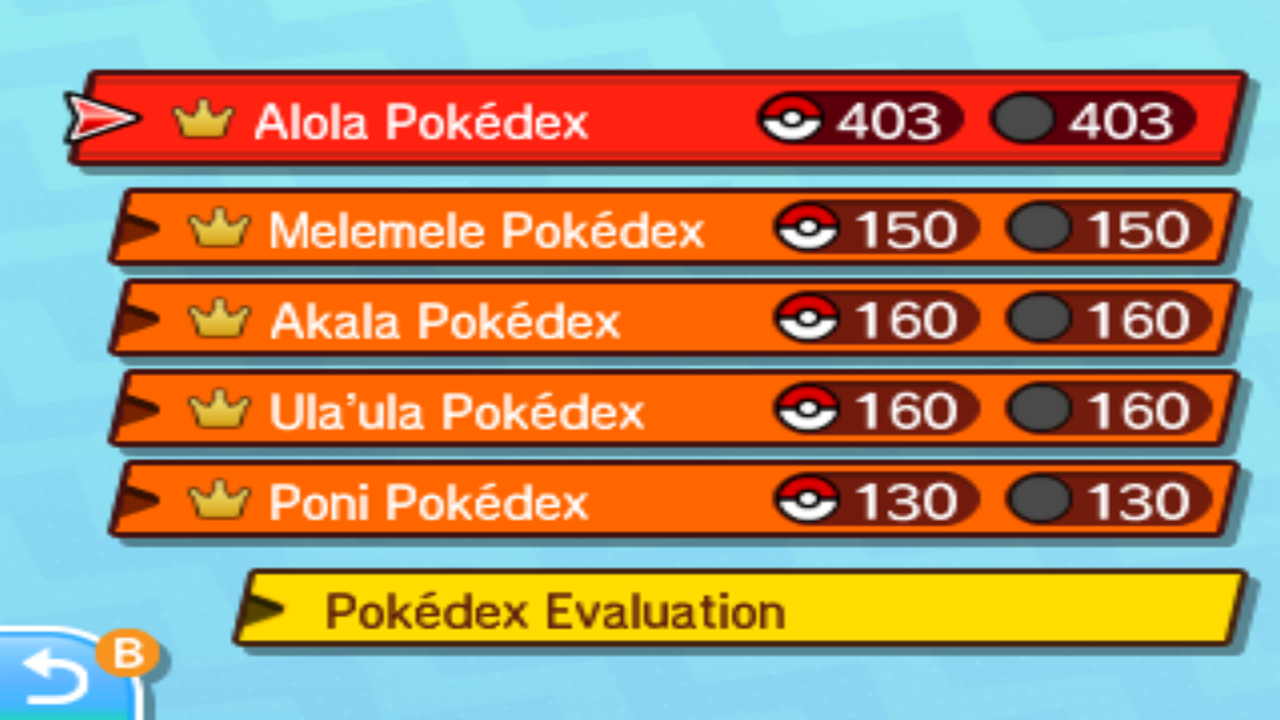 Alola Pokédex 403 403
Melemele Pokédex 150 150
Akala Pokédex 160 160
Ula’ula Pokédex 160 160
Poni Pokédex 130 130
Pokédex Evaluation
B